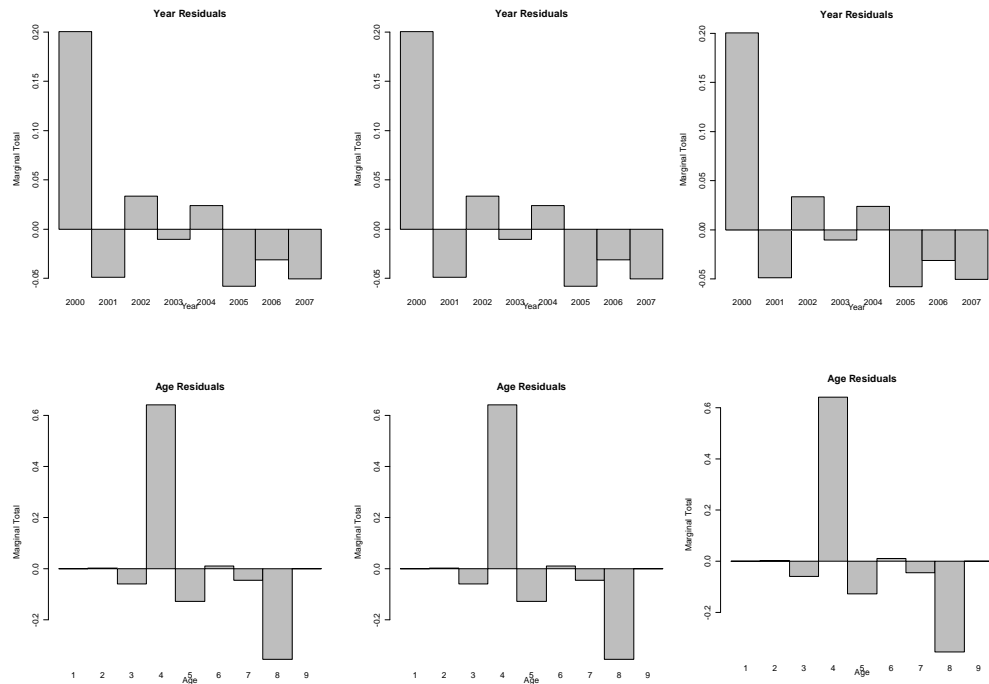 Year Residuals
Marginal Total
0.20
0.15
0.10
0.05
0.00
-0.05
2000 2001 2002 2003 2004 2005 2006 2007
Year
Year Residuals
Marginal Total
0.20
0.15
0.10
0.05
0.00
-0.05
2000 2001 2002 2003 2004 2005 2006 2007
Year
Year Residuals
Marginal Total
0.20
0.15
0.10
0.05
0.00
-0.05
2000 2001 2002 2003 2004 2005 2006 2007
Year
Age Residuals
Marginal Total
0.6
0.4
0.2
0.0
-0.2
1 2 3 4 5 6 7 8 9
Age
Age Residuals
Marginal Total
0.6
0.4
0.2
0.0
-0.2
1 2 3 4 5 6 7 8 9
Age
Age Residuals
Marginal Total
0.6
0.4
0.2
0.0
-0.2
1 2 3 4 5 6 7 8 9
Age